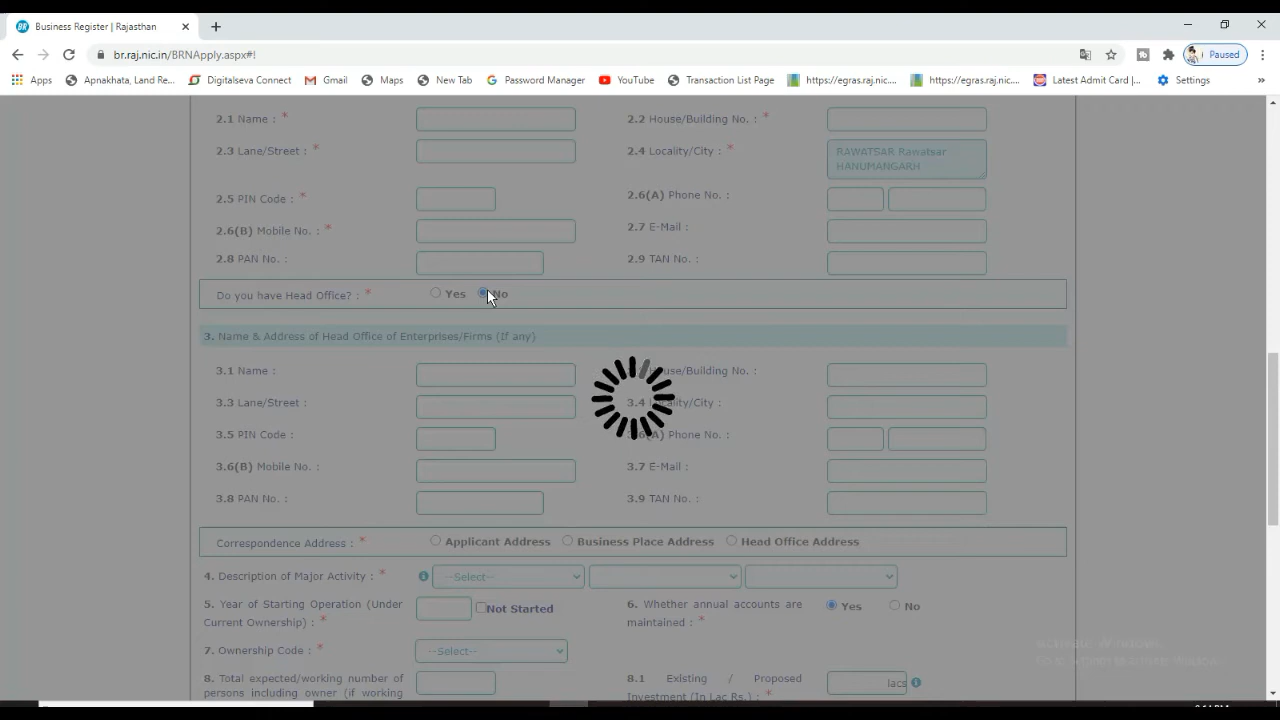 Business Register | Rajasthan
br.raj.nic.in/BRNApply.aspx#!
Paused
Apps Apnakhata, Land Re... Digitalseva Connect Gmail Maps New Tab Password Manager YouTube Transaction List Page https://egras.raj.nic.... https://egras.raj.nic.... Latest Admit Card |... Settings »
2.1 Name : * 2.2 House/Building No. : *
2.3 Lane/Street : * 2.4 Locality/City : * RAWATSAR Rawatsar
HANUMANGARH
2.5 PIN Code : * 2.6(A) Phone No. :
2.6(B) Mobile No. : * 2.7 E-Mail :
2.8 PAN No. : 2.9 TAN No. :
Do you have Head Office? : * Yes No
3. Name & Address of Head Office of Enterprises/Firms (If any)
3.1 Name : House/Building No. :
3.3 Lane/Street : 3.4 :
3.5 PIN Code : Phone No. :
3.6(B) Mobile No. : 3.7 E-Mail :
3.8 PAN No. : 3.9 TAN No. :
Correspondence Address : * Applicant Address Business Place Address Head Office Address
4. Description of Major Activity : * --Select--
5. Year of Starting Operation (Under Not Started 6. Whether annual accounts are Yes No
Current Ownership) : * maintained : *
7. Ownership Code : * --Select--
8. Total expected/working number of 8.1 Existing / Proposed lacs
persons including owner (if working Investment (In Lac Rs.) : *